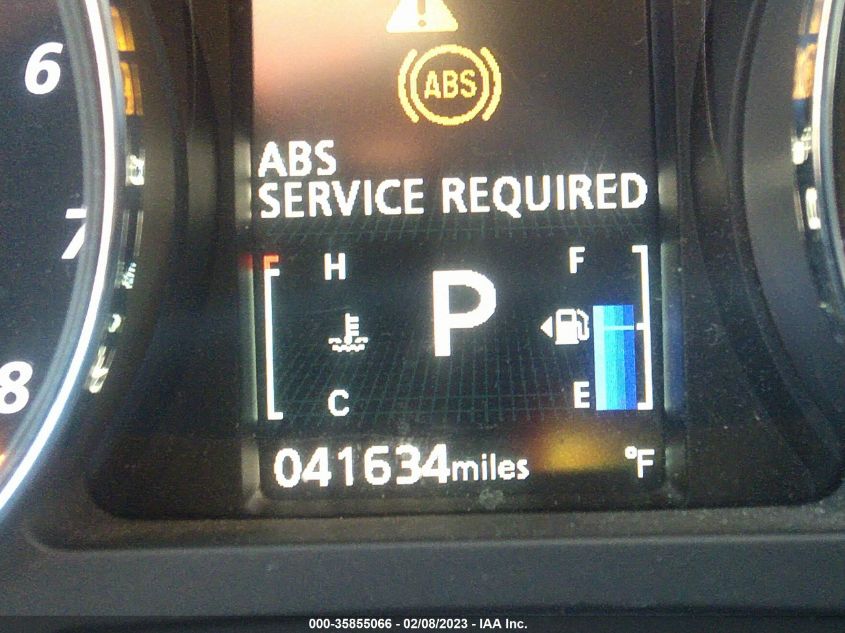 6
ABS
ABS
SERVICE REQUIRED
7
H
P
F
8
C
E
041634miles
°F
000-35855066 - 02/08/2023 - IAA Inc.